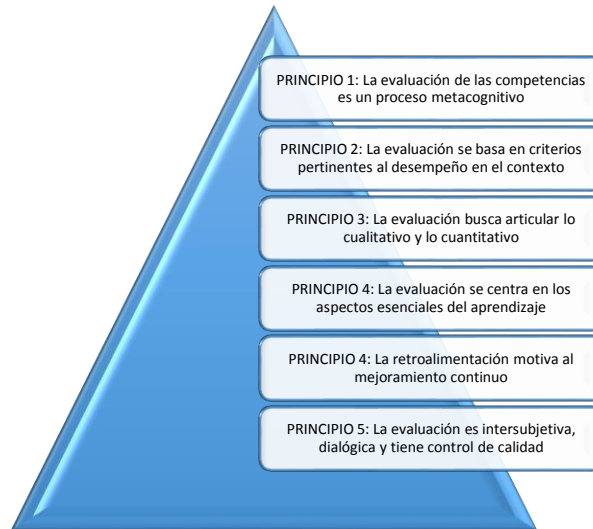 PRINCIPIO 1: La evaluación de las competencias
es un proceso metacognitivo
PRINCIPIO 2: La evaluación se basa en criterios
pertinentes al desempeño en el contexto
PRINCIPIO 3: La evaluación busca articular lo
cualitativo y lo cuantitativo
PRINCIPIO 4: La evaluación se centra en los
aspectos esenciales del aprendizaje
PRINCIPIO 4: La retroalimentación motiva al
mejoramiento continuo
PRINCIPIO 5: La evaluación es intersubjetiva,
dialógica y tiene control de calidad